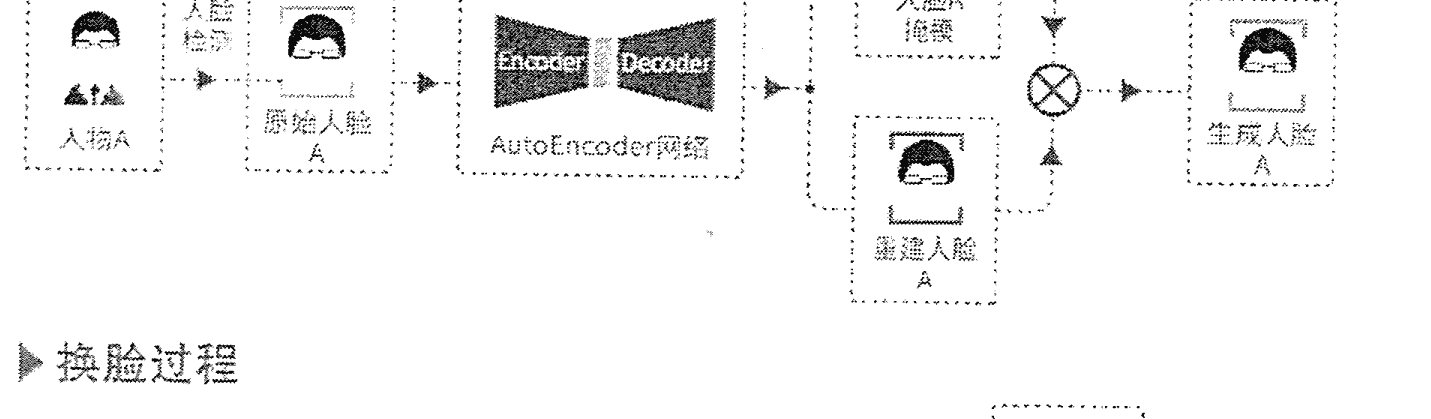 人脸
检测
人物A
原始人脸
A
Encoder
Decoder
AutoEncoder网络
人脸A
掩模
重建人脸
A
生成人脸
A
换脸过程